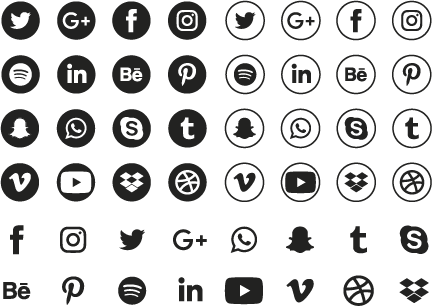 G+ f G+ f
in Bē P in Bē P
S t S t
V V
f G+ t S
Bē P in V